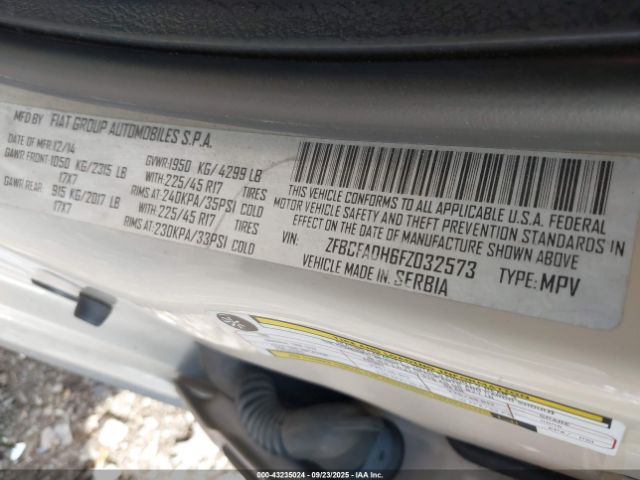 MFD BY FIAT GROUP AUTOMOBILES S.P.A.
DATE OF MFR:12/14 GVWR:1950 KG/4299 LB
GAWR FRONT:1050 KG/2315 LB WITH:225/45 R17 TIRES
17X7 RIMS AT:240KPA/35PSI COLD
GAWR REAR: 915 KG/2017 LB WITH:225/45 R17 TIRES
17X7 RIMS AT:230KPA/33PSI COLD
THIS VEHICLE CONFORMS TO ALL APPLICABLE U.S.A. FEDERAL
MOTOR VEHICLE SAFETY AND THEFT PREVENTION STANDARDS IN
EFFECT ON THE DATE OF MANUFACTURE SHOWN ABOVE
VIN: ZFBCFADH6FZ032573 TYPE: MPV
VEHICLE MADE IN SERBIA
000-43235024 (09/23/2025) IAA HOLDINGS, LLC